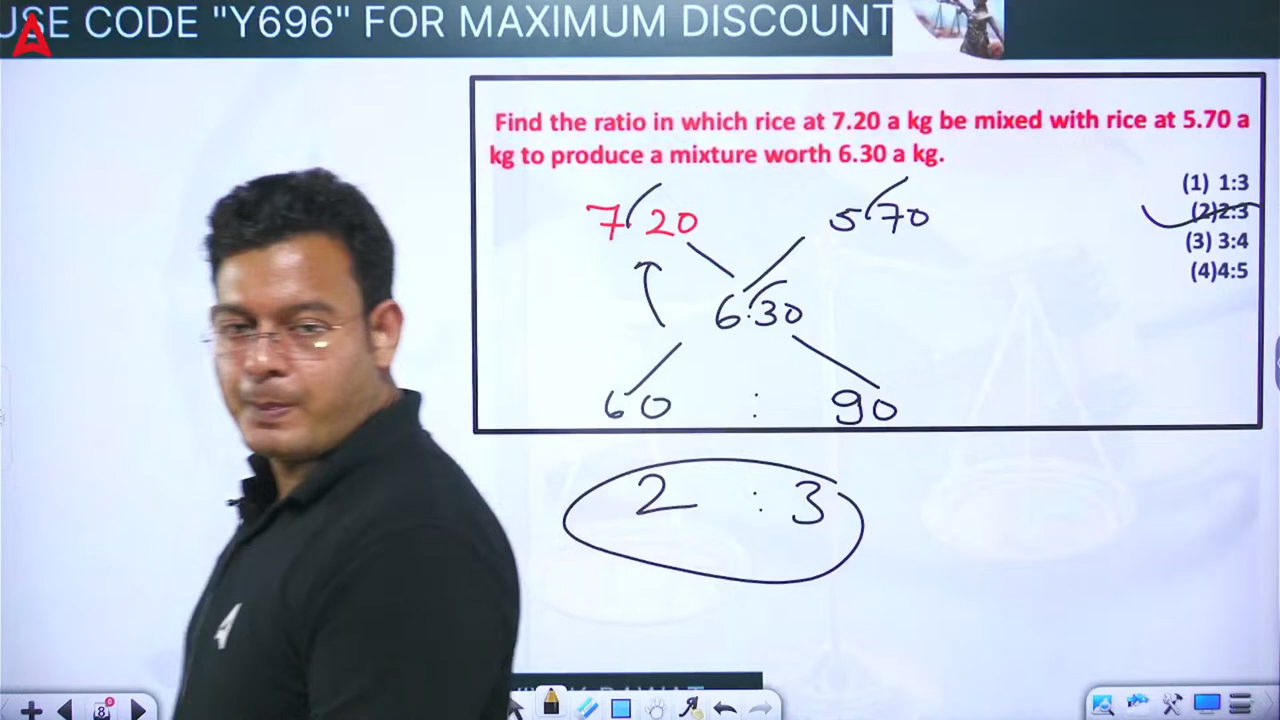 USE CODE "Y696" FOR MAXIMUM DISCOUNT
Find the ratio in which rice at 7.20 a kg be mixed with rice at 5.70 a
kg to produce a mixture worth 6.30 a kg.
(1) 1:3
(2)2:3
(3) 3:4
(4)4:5
7 20
5 70
6.30
60 : 90
2 : 3
8